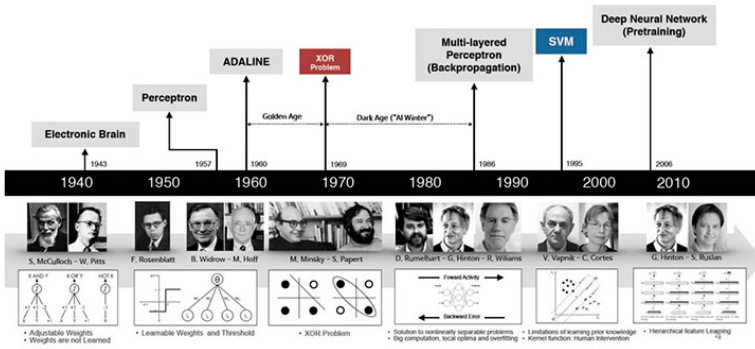 Deep Neural Network
(Pretraining)
Multi-layered
Perceptron
(Backpropagation)
SVM
ADALINE
XOR
Problem
Perceptron
Golden Age
Dark Age ("AI Winter")
Electronic Brain
1943
1957
1960
1969
1986
1995
2006
1940
1950
1960
1970
1980
1990
2000
2010
S, McCulloch – W, Pitts
F, Rosenblatt
B, Widrow – M, Hoff
M, Minsky – S, Papert
D, Rumelhart – G, Hinton – R, Wiliams
V, Vapnik – C, Cortes
G, Hinton – S, Ruslan
X AND Y
X OR Y
NOT X
Foward Activity
Backward Error
• Adjustable Weights
• Weights are not Learned
Learnable Weights and Threshold
• XOR Problem
• Solution to nonlinearly separable problems
• Big computation, local optima and overfitting
• Limitations of learning prior knowledge
• Kernel function: Human Intervention
• Hierarchical feature Learning
4